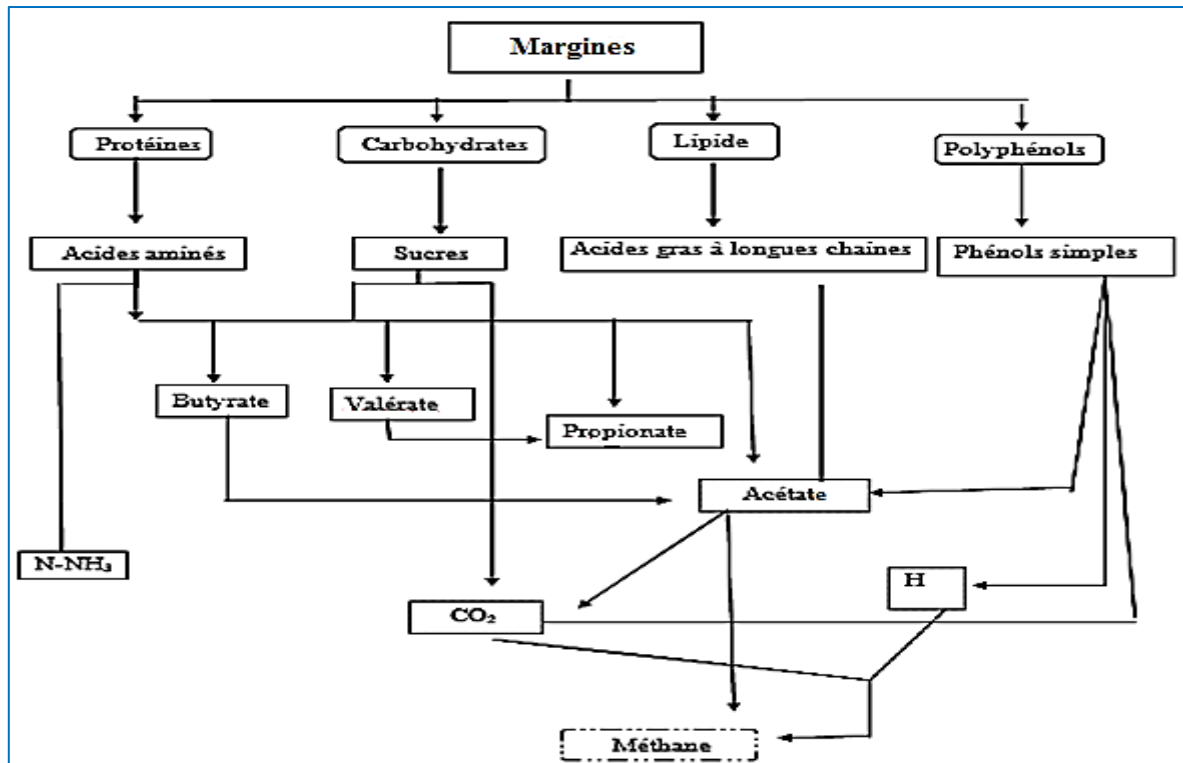 Margines
Protéines
Carbohydrates
Lipide
Polyphénols
Acides aminés
Sucres
Acides gras à longues chaînes
Phénols simples
Butyrate
Valérate
Propionate
Acétate
N-NH₃
H
CO₂
Méthane